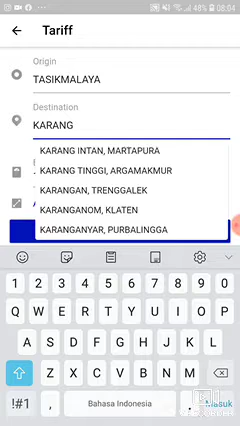 48% 08:04
Tariff
Origin
TASIKMALAYA
Destination
KARANG
KARANG INTAN, MARTAPURA
KARANG TINGGI, ARGAMAKMUR
KARANGAN, TRENGGALEK
KARANGANOM, KLATEN
KARANGANYAR, PURBALINGGA
1 2 3 4 5 6 7 8 9 0
Q W E R T Y U I O P
A S D F G H J K L
Z X C V B N M
!#1 , Bahasa Indonesia . Masuk